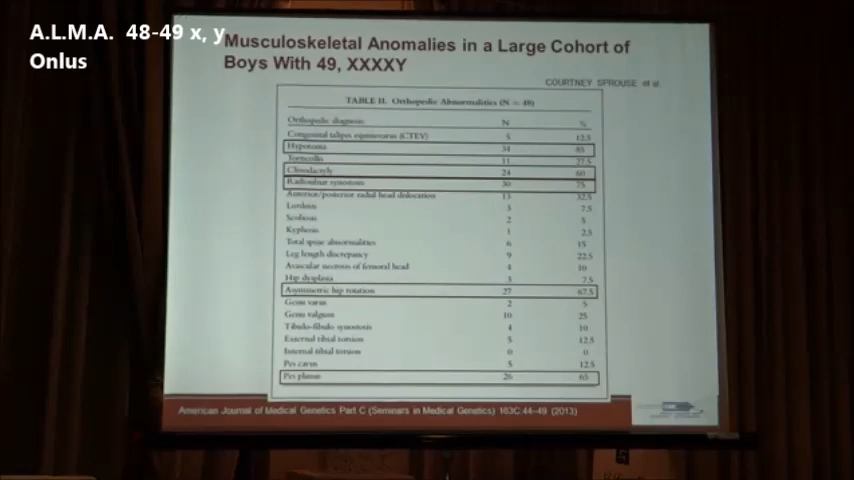 A.L.M.A. 48-49 x, y
Onlus
Musculoskeletal Anomalies in a Large Cohort of
Boys With 49, XXXXY
COURTNEY SPROUSE et al.
TABLE II. Orthopedic Abnormalities (N = 40)
Orthopedic diagnosis N %
Congenital talipes equinovarus (CTEV) 5 12.5
Hypotonia 34 85
Torticollis 11 27.5
Clinodactyly 24 60
Radioulnar synostosis 30 75
Anterior/posterior radial head dislocation 13 32.5
Lordosis 3 7.5
Scoliosis 2 5
Kyphosis 1 2.5
Total spine abnormalities 6 15
Leg length discrepancy 9 22.5
Avascular necrosis of femoral head 4 10
Hip dysplasia 3 7.5
Asymmetric hip rotation 27 67.5
Genu varus 2 5
Genu valgum 10 25
Tibulo-fibulo synostosis 4 10
External tibial torsion 5 12.5
Internal tibial torsion 0 0
Pes cavus 5 12.5
Pes planus 26 65
American Journal of Medical Genetics Part C (Seminars in Medical Genetics) 163C:44–49 (2013)